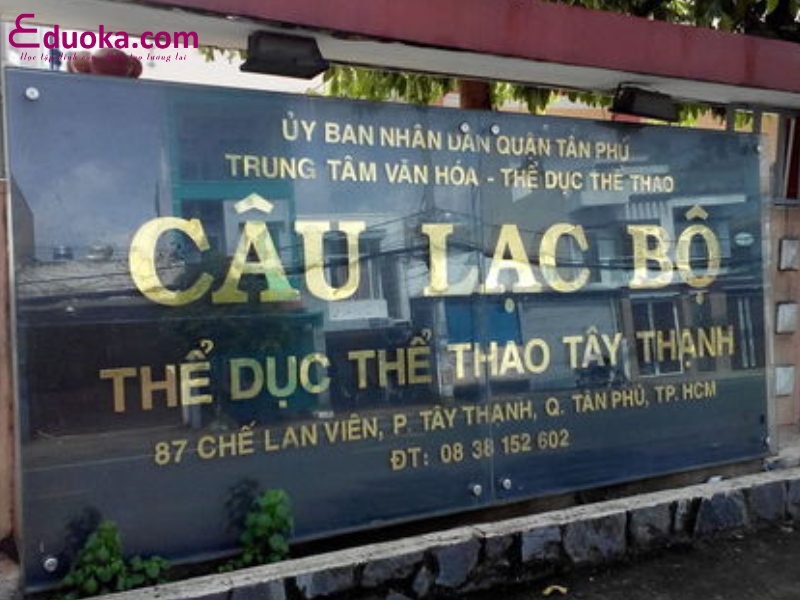 Eduoka.com
ỦY BAN NHÂN DÂN QUẬN TÂN PHÚ
TRUNG TÂM VĂN HÓA - THỂ DỤC THỂ THAO
CÂU LẠC BỘ
THỂ DỤC THỂ THAO TÂY THẠNH
87 CHẾ LAN VIÊN, P. TÂY THẠNH, Q. TÂN PHÚ, TP. HCM
ĐT: 08 38 152 602